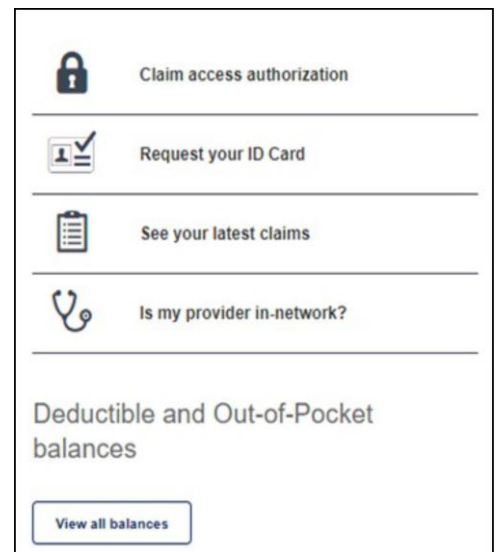 Claim access authorization
Request your ID Card
See your latest claims
Is my provider in-network?
Deductible and Out-of-Pocket
balances
View all balances